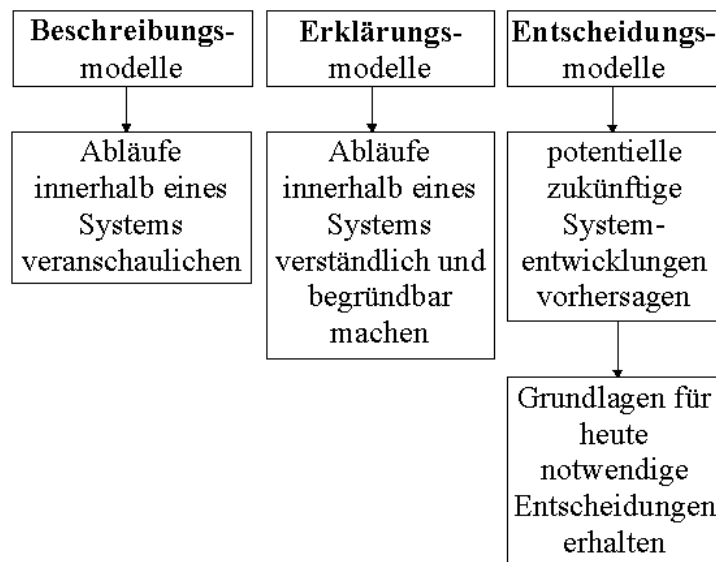 Beschreibungs-
modelle
Abläufe
innerhalb eines
Systems
veranschaulichen
Erklärungs-
modelle
Abläufe
innerhalb eines
Systems
verständlich und
begründbar
machen
Entscheidungs-
modelle
potentielle
zukünftige
System-
entwicklungen
vorhersagen
Grundlagen für
heute
notwendige
Entscheidungen
erhalten